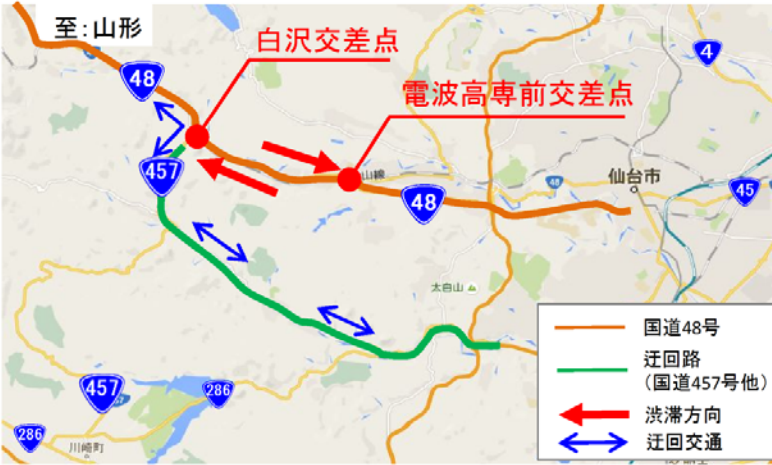 至：山形
白沢交差点
4
48
電波高専前交差点
457
山線
48
仙台市
45
48
太白山
国道48号
迂回路
（国道457号他）
457
286
渋滞方向
286
川崎町
迂回交通